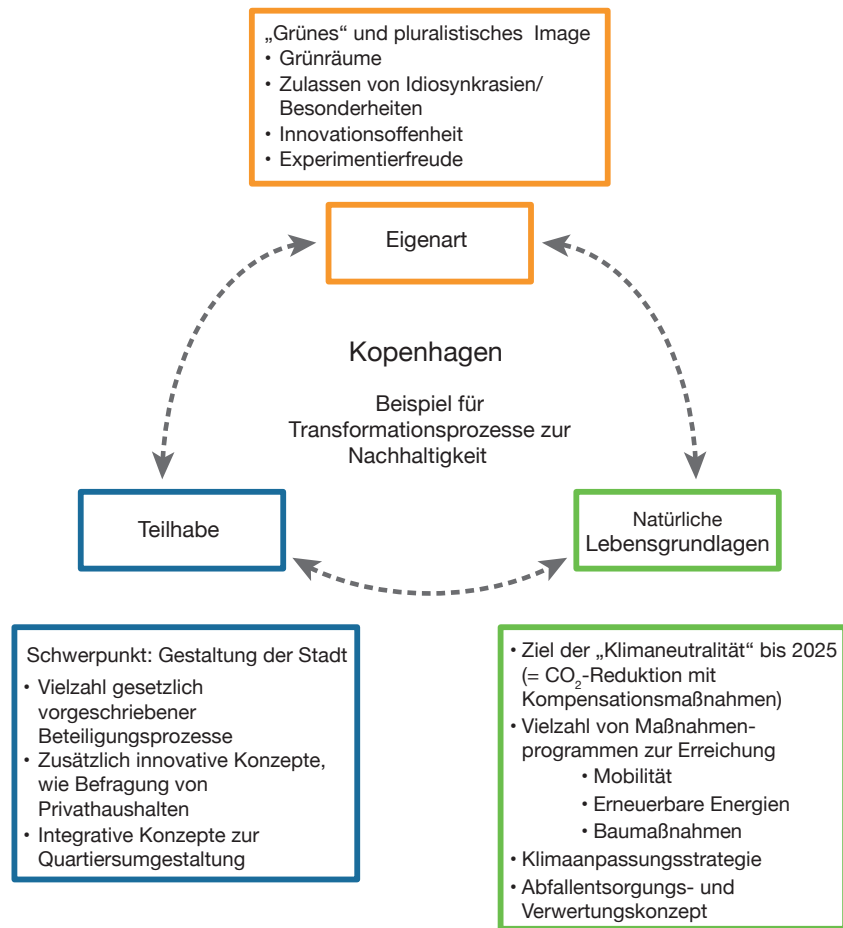 „Grünes“ und pluralistisches Image
• Grünräume
• Zulassen von Idiosynkrasien/
Besonderheiten
• Innovationsoffenheit
• Experimentierfreude
Eigenart
Kopenhagen
Beispiel für
Transformationsprozesse zur
Nachhaltigkeit
Teilhabe
Natürliche
Lebensgrundlagen
Schwerpunkt: Gestaltung der Stadt
• Vielzahl gesetzlich
vorgeschriebener
Beteiligungsprozesse
• Zusätzlich innovative Konzepte,
wie Befragung von
Privathaushalten
• Integrative Konzepte zur
Quartiersumgestaltung
• Ziel der „Klimaneutralität“ bis 2025
(= CO₂-Reduktion mit
Kompensationsmaßnahmen)
• Vielzahl von Maßnahmen-
programmen zur Erreichung
• Mobilität
• Erneuerbare Energien
• Baumaßnahmen
• Klimaanpassungsstrategie
• Abfallentsorgungs- und
Verwertungskonzept